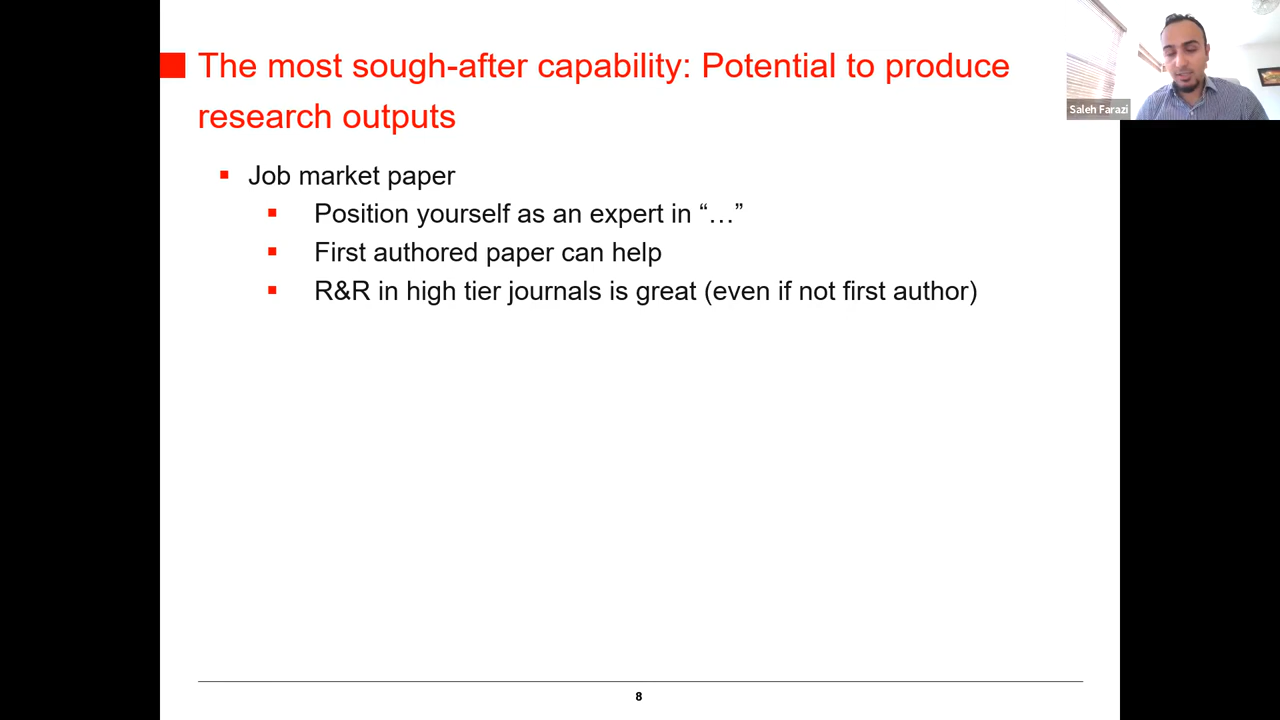 The most sough-after capability: Potential to produce
research outputs
Saleh Farazi
Job market paper
Position yourself as an expert in “…”
First authored paper can help
R&R in high tier journals is great (even if not first author)
8